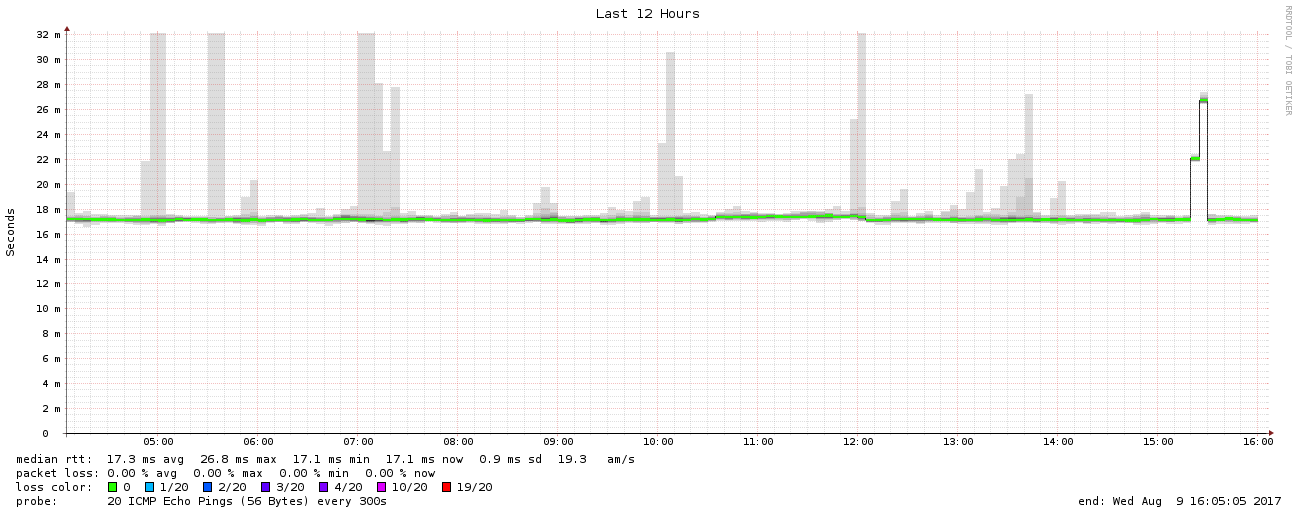 Last 12 Hours
RRDTOOL / TOBI OETIKER
Seconds
32 m
30 m
28 m
26 m
24 m
22 m
20 m
18 m
16 m
14 m
12 m
10 m
8 m
6 m
4 m
2 m
0
05:00 06:00 07:00 08:00 09:00 10:00 11:00 12:00 13:00 14:00 15:00 16:00
median rtt: 17.3 ms avg 26.8 ms max 17.1 ms min 17.1 ms now 0.9 ms sd 19.3 am/s
packet loss: 0.00 % avg 0.00 % max 0.00 % min 0.00 % now
loss color: 0 1/20 2/20 3/20 4/20 10/20 19/20
probe: 20 ICMP Echo Pings (56 Bytes) every 300s end: Wed Aug 9 16:05:05 2017